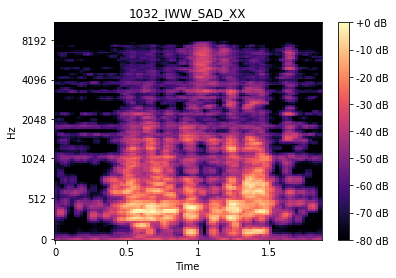 1032_IWW_SAD_XX
8192
4096
2048
1024
512
0
Hz
0
0.5
1
1.5
Time
+0 dB
-10 dB
-20 dB
-30 dB
-40 dB
-50 dB
-60 dB
-70 dB
-80 dB